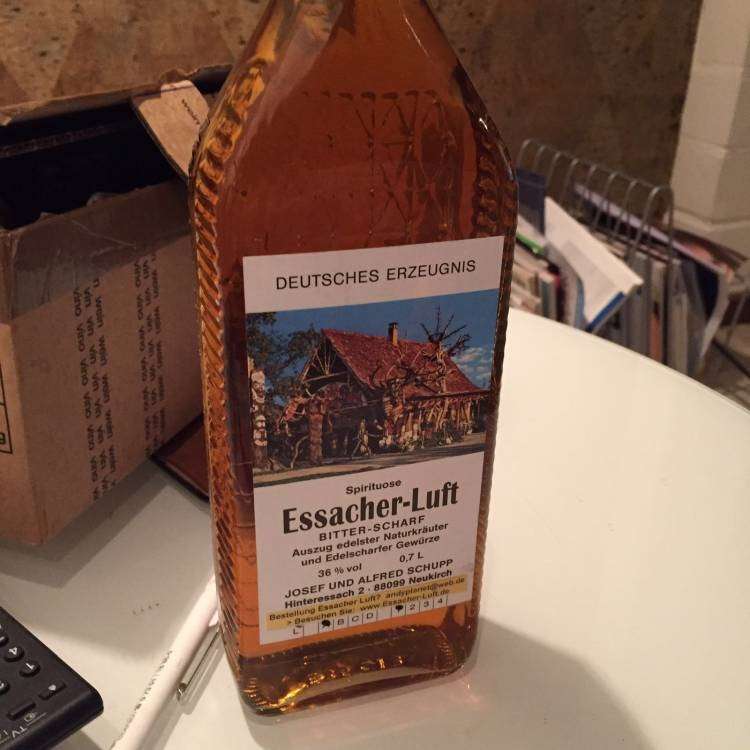 DEUTSCHES ERZEUGNIS
Spirituose
Essacher-Luft
BITTER-SCHARF
Auszug edelster Naturkräuter
und Edelscharfer Gewürze
36 % vol 0,7 L
JOSEF UND ALFRED SCHUPP
Hinteressach 2 · 88099 Neukirch
Bestellung Essacher Luft? andyplanet@web.de
> Besuchen Sie: www.Essacher-Luft.de
L B C D 2 3 4
TV